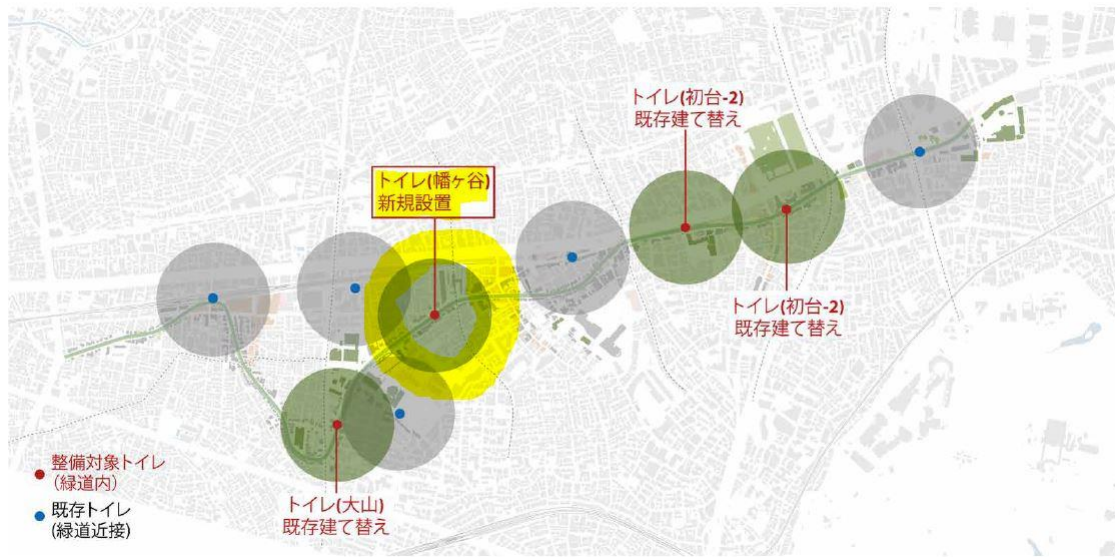 トイレ(初台-2)
既存建て替え
トイレ(幡ヶ谷)
新規設置
トイレ(初台-2)
既存建て替え
トイレ(大山)
既存建て替え
整備対象トイレ
(緑道内)
既存トイレ
(緑道近接)